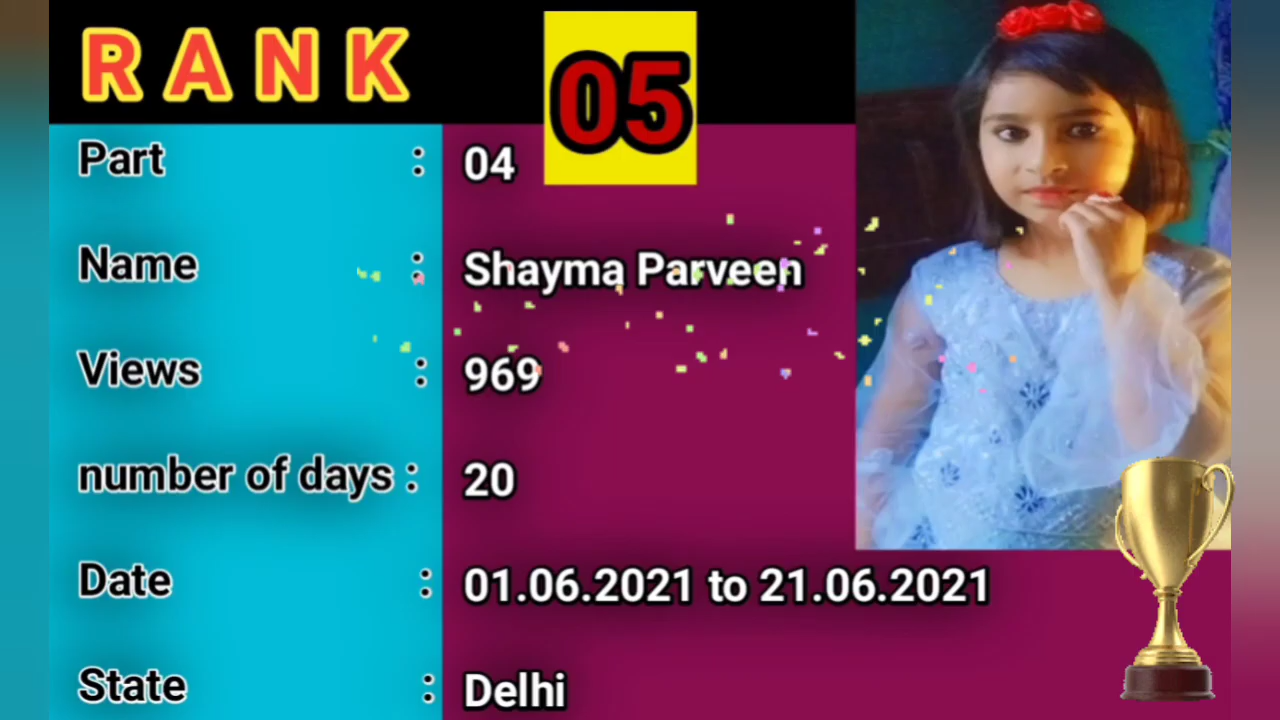 RANK 05
Part : 04
Name : Shayma Parveen
Views : 969
number of days : 20
Date : 01.06.2021 to 21.06.2021
State : Delhi